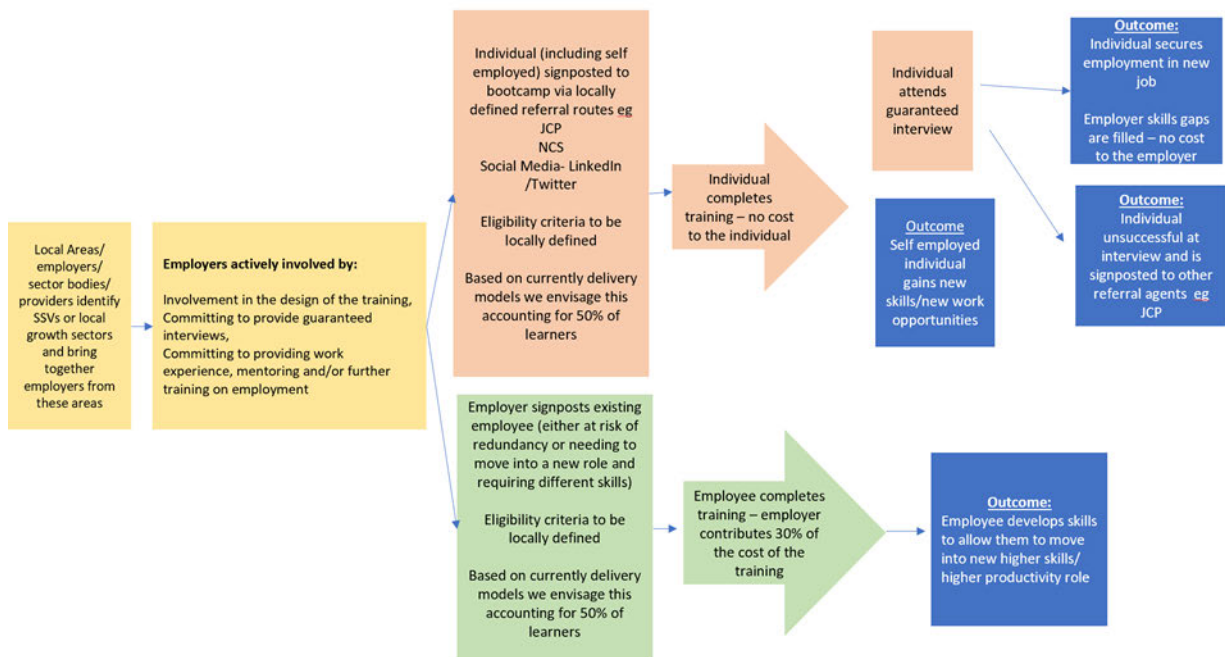 Local Areas/
employers/
sector bodies/
providers identify
SSVs or local
growth sectors
and bring
together
employers from
these areas
Employers actively involved by:
Involvement in the design of the training,
Committing to provide guaranteed
interviews,
Committing to providing work
experience, mentoring and/or further
training on employment
Individual (including self
employed) signposted to
bootcamp via locally
defined referral routes eg
JCP
NCS
Social Media- LinkedIn
/Twitter
Eligibility criteria to be
locally defined
Based on currently delivery
models we envisage this
accounting for 50% of
learners
Individual
completes
training – no cost
to the individual
Individual
attends
guaranteed
interview
Outcome:
Individual secures
employment in new
job
Employer skills gaps
are filled – no cost
to the employer
Outcome
Self employed
individual
gains new
skills/new work
opportunities
Outcome:
Individual
unsuccessful at
interview and is
signposted to other
referral agents eg
JCP
Employer signposts existing
employee (either at risk of
redundancy or needing to
move into a new role and
requiring different skills)
Eligibility criteria to be
locally defined
Based on currently delivery
models we envisage this
accounting for 50% of
learners
Employee completes
training – employer
contributes 30% of
the cost of the
training
Outcome:
Employee develops skills
to allow them to move
into new higher skills/
higher productivity role